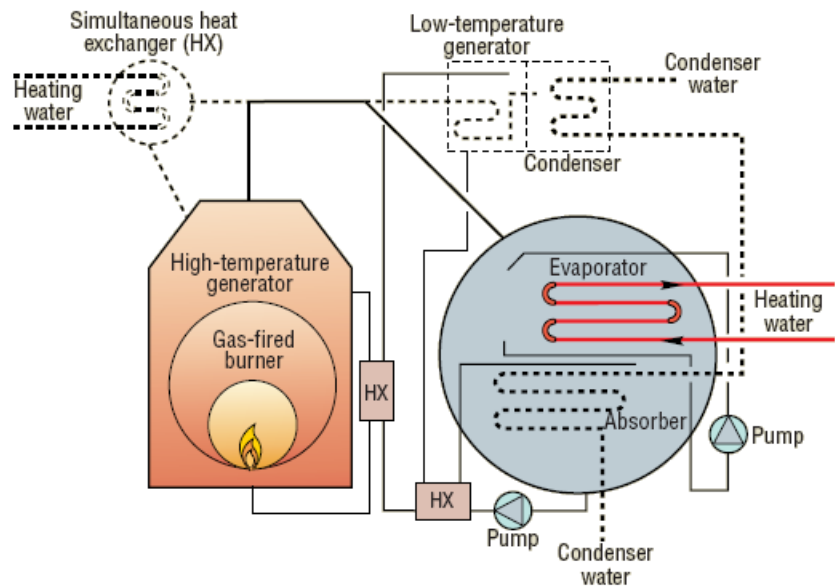 Simultaneous heat
exchanger (HX)
Low-temperature
generator
Heating
water
Condenser
water
Condenser
High-temperature
generator
Gas-fired
burner
Evaporator
Heating
water
HX
Absorber
Pump
HX
Pump
Condenser
water